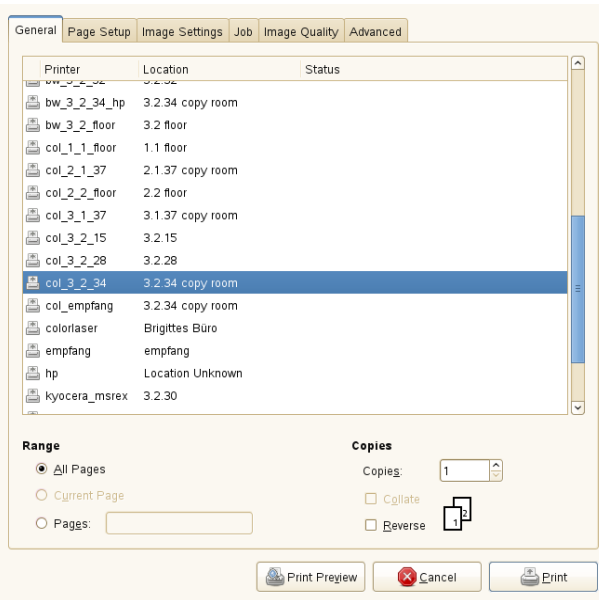 General Page Setup Image Settings Job Image Quality Advanced
Printer Location Status
bw_3_2_34_hp 3.2.34 copy room
bw_3_2_floor 3.2 floor
col_1_1_floor 1.1 floor
col_2_1_37 2.1.37 copy room
col_2_2_floor 2.2 floor
col_3_1_37 3.1.37 copy room
col_3_2_15 3.2.15
col_3_2_28 3.2.28
col_3_2_34 3.2.34 copy room
col_empfang 3.2.34 copy room
colorlaser Brigittes Büro
empfang empfang
hp Location Unknown
kyocera_msrex 3.2.30
Range Copies
All Pages Copies: 1
Current Page Collate
Pages: Reverse 1 2
Print Preview Cancel Print